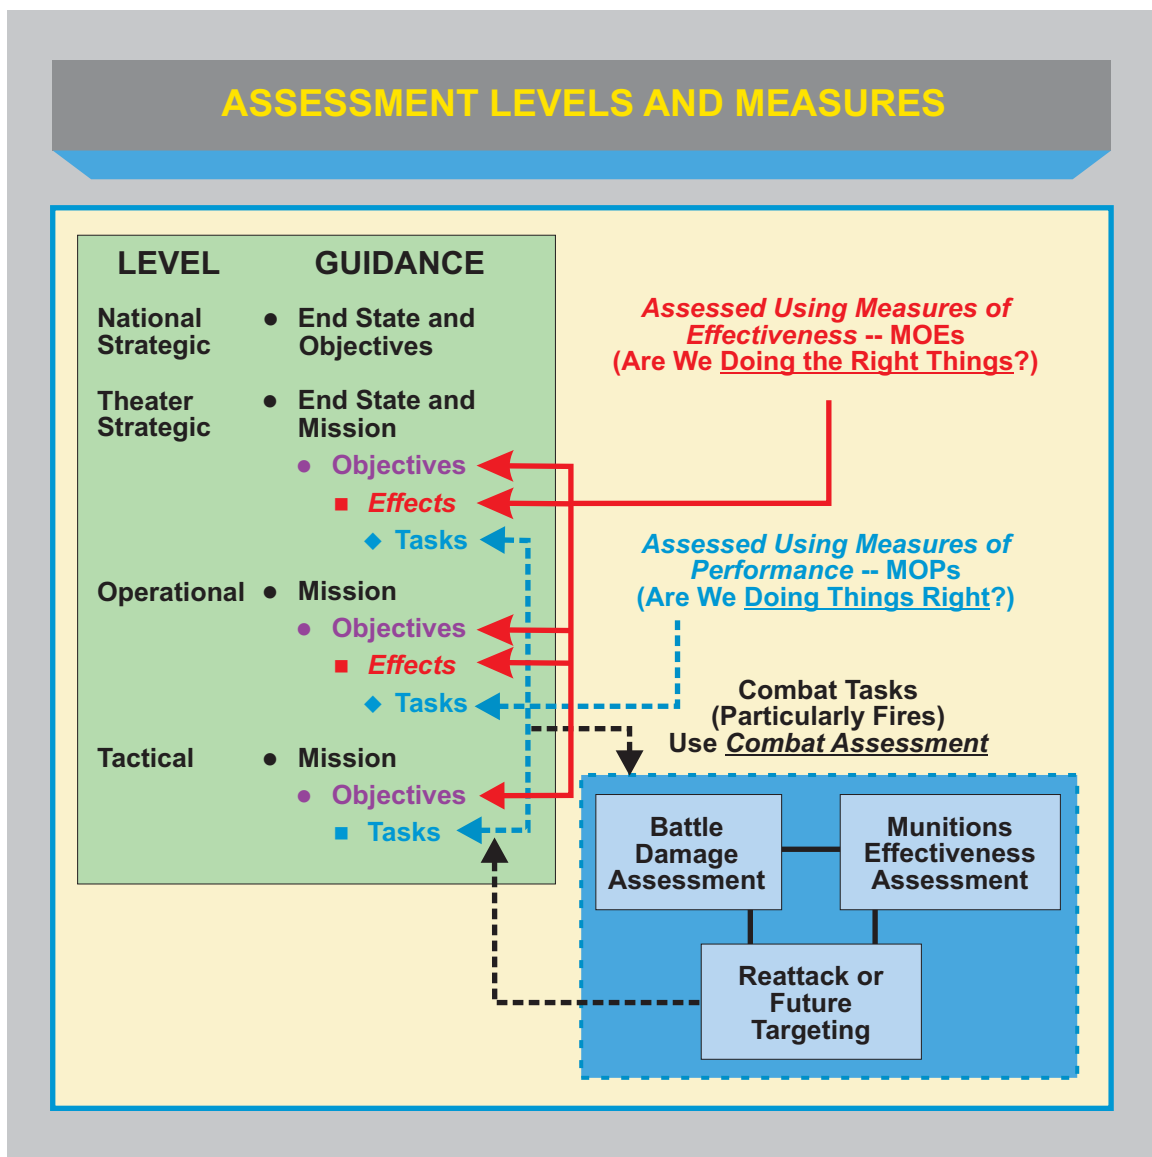 ASSESSMENT LEVELS AND MEASURES
LEVEL
GUIDANCE
National
Strategic
● End State and
Objectives
Theater
Strategic
● End State and
Mission
● Objectives
■ Effects
◆ Tasks
Operational
● Mission
● Objectives
■ Effects
◆ Tasks
Tactical
● Mission
● Objectives
■ Tasks
Assessed Using Measures of
Effectiveness -- MOEs
(Are We Doing the Right Things?)
Assessed Using Measures of
Performance -- MOPs
(Are We Doing Things Right?)
Combat Tasks
(Particularly Fires)
Use Combat Assessment
Battle
Damage
Assessment
Munitions
Effectiveness
Assessment
Reattack or
Future
Targeting